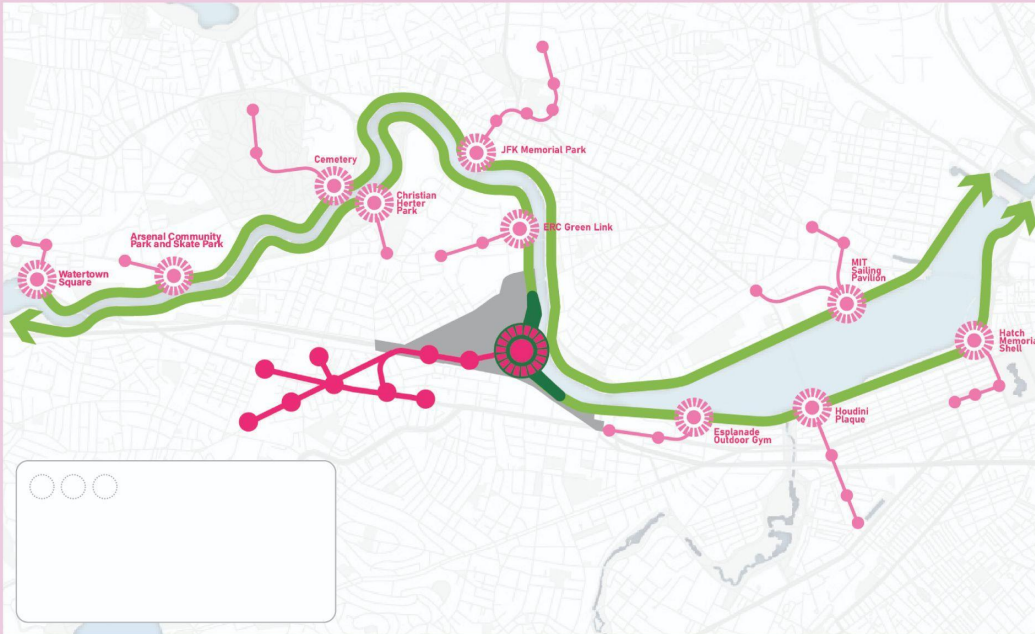 JFK Memorial Park
Cemetery
Christian
Herter
Park
ERC Green Link
Arsenal Community
Park and Skate Park
Watertown
Square
MIT
Sailing
Pavilion
Hatch
Memoria
Shell
Houdini
Plaque
Esplanade
Outdoor Gym